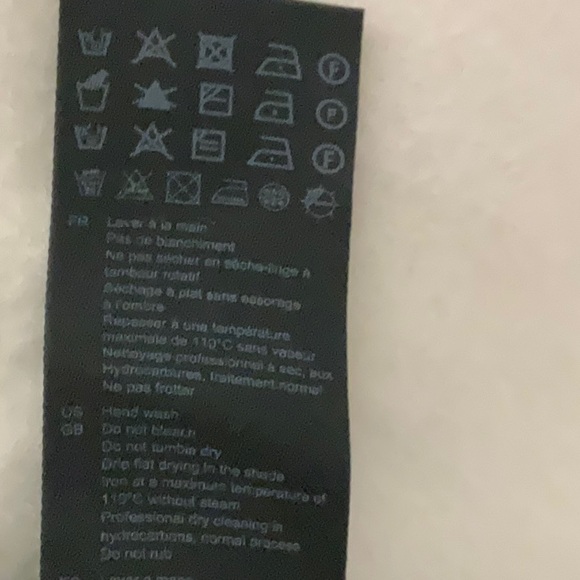 F
P
F
FR Laver à la main
Pas de blanchiment
Ne pas sécher en sèche-linge à
tambour rotatif
Séchage à plat sans essorage
à l'ombre
Repasser à une température
maximale de 110°C sans vapeur
Nettoyage professionnel à sec, aux
Hydrocarbures, traitement normal
Ne pas frotter
US Hand wash
GB Do not bleach
Do not tumble dry
Drip flat drying in the shade
Iron at a maximum temperature of
110°C without steam
Professional dry cleaning in
hydrocarbons, normal process
Do not rub